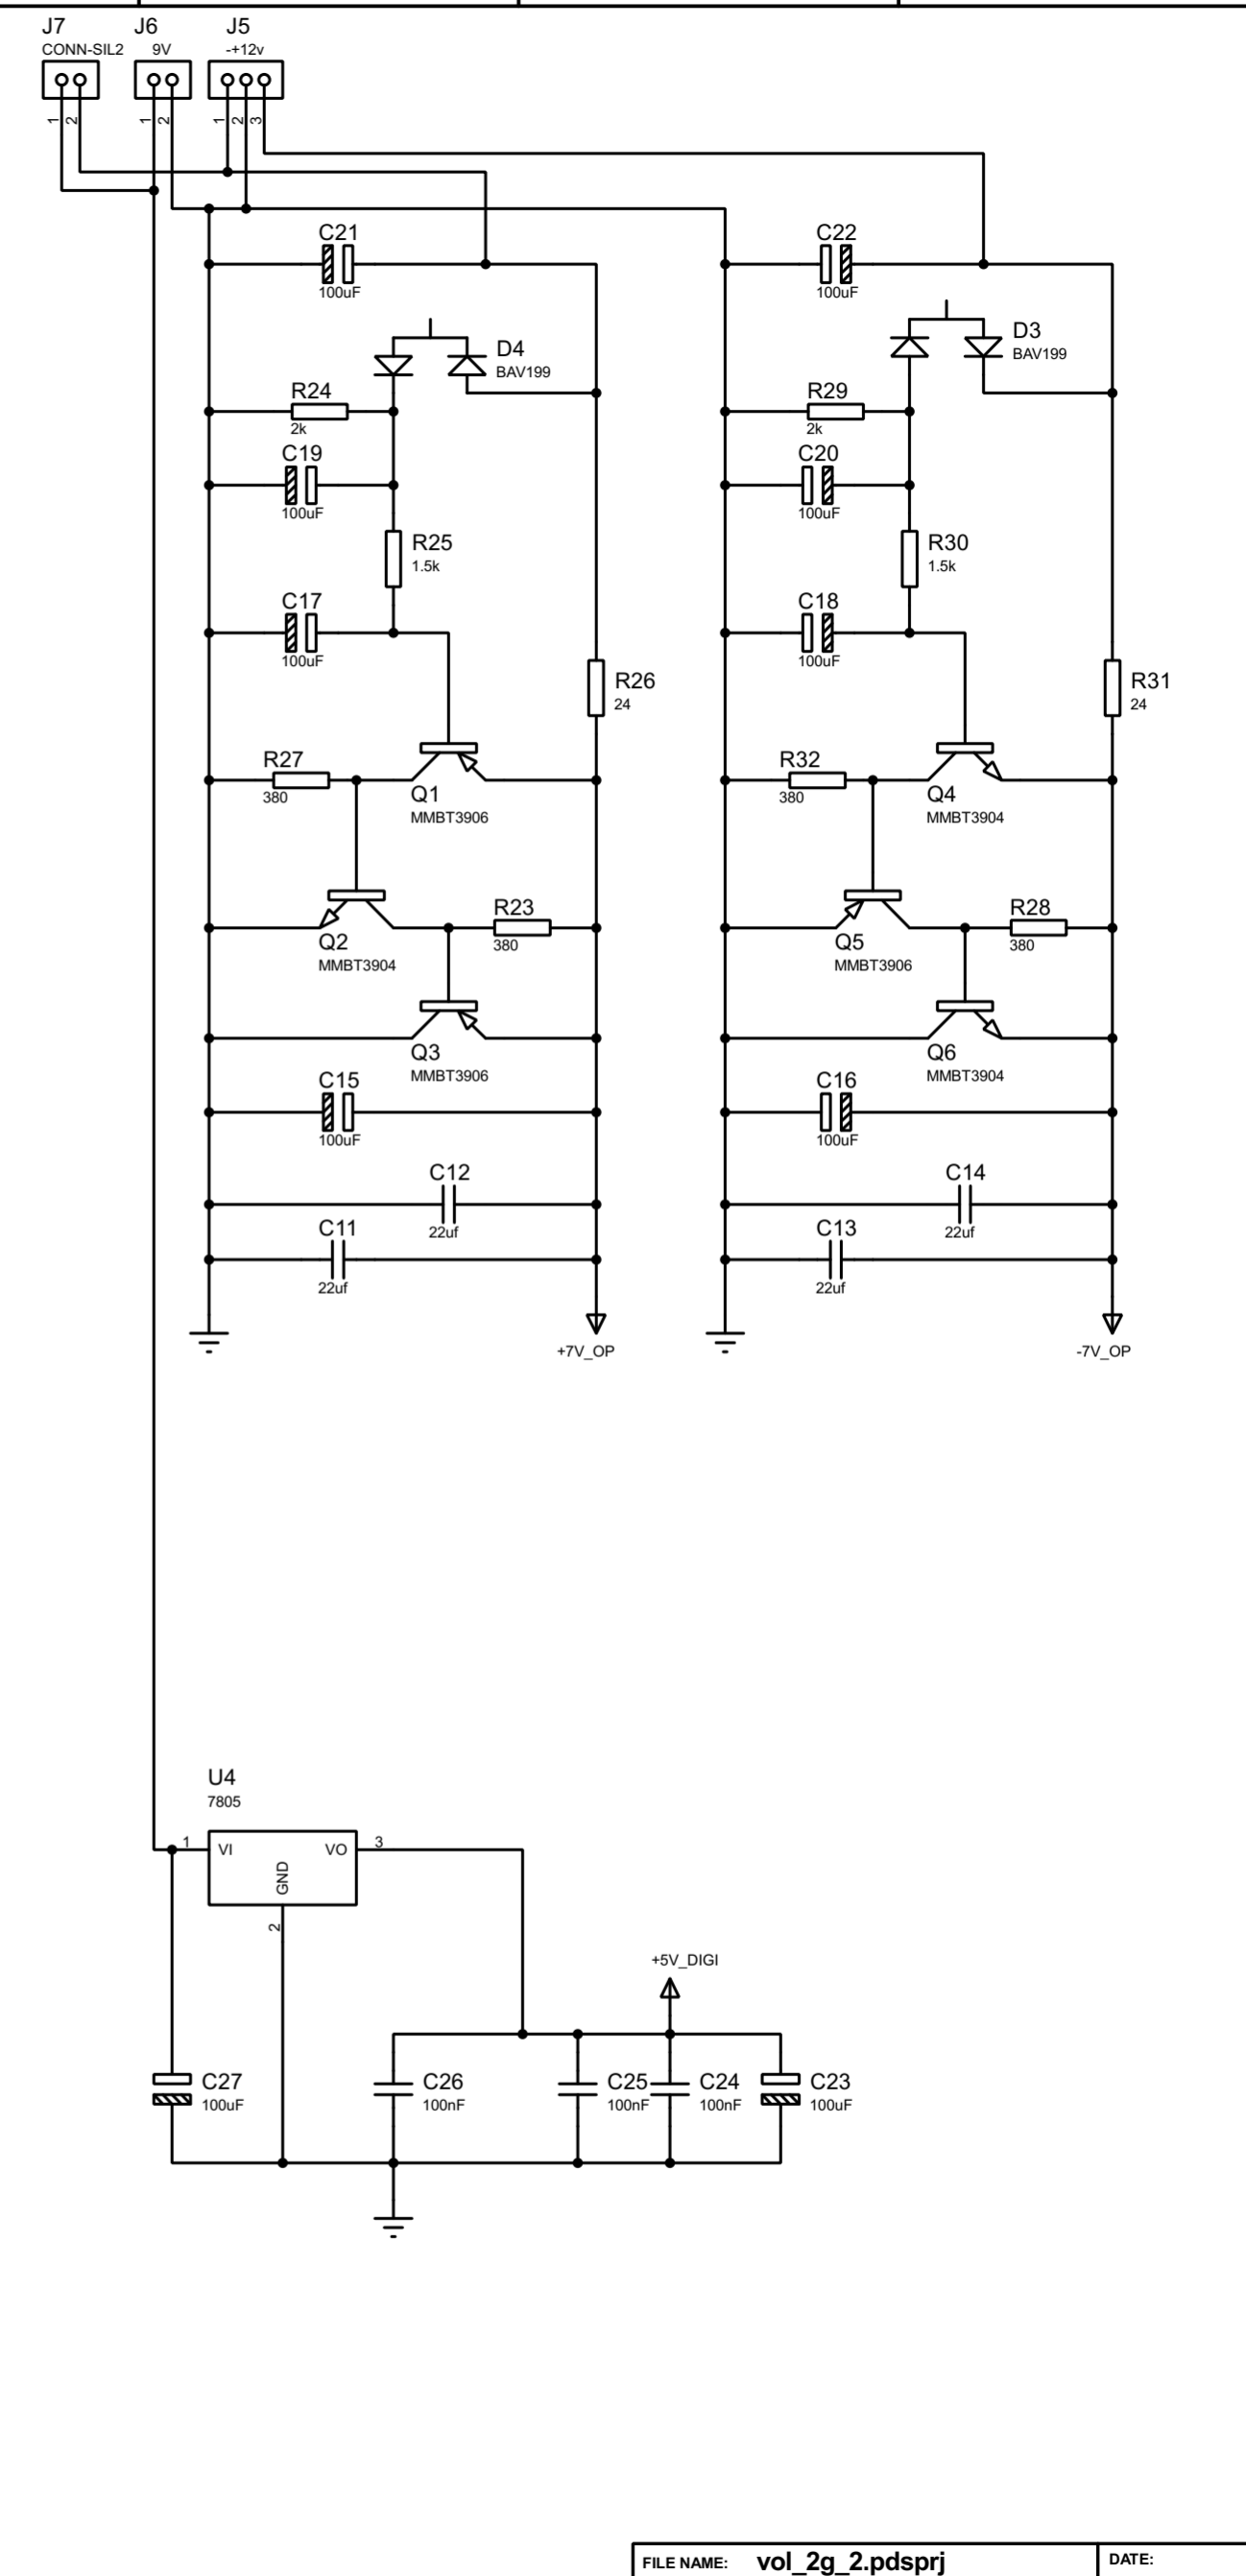 J7 J6 J5
CONN-SIL2 9V -+12v
1 2 1 2 1 2 3
C21 C22
100uF 100uF
D4 D3
BAV199 BAV199
R24 R29
2k 2k
C19 C20
100uF 100uF
R25 R30
1.5k 1.5k
C17 C18
100uF 100uF
R26 R31
24 24
R27 R32
380 380
Q1 Q4
MMBT3906 MMBT3904
R23 R28
380 380
Q2 Q5
MMBT3904 MMBT3906
Q3 Q6
MMBT3906 MMBT3904
C15 C16
100uF 100uF
C12 C14
22uf 22uf
C11 C13
22uf 22uf
+7V_OP -7V_OP
U4
7805
1 VI VO 3
GND
2
+5V_DIGI
C27 C26 C25 C24 C23
100uF 100nF 100nF 100nF 100uF
FILE NAME: vol_2g_2.pdsprj DATE: